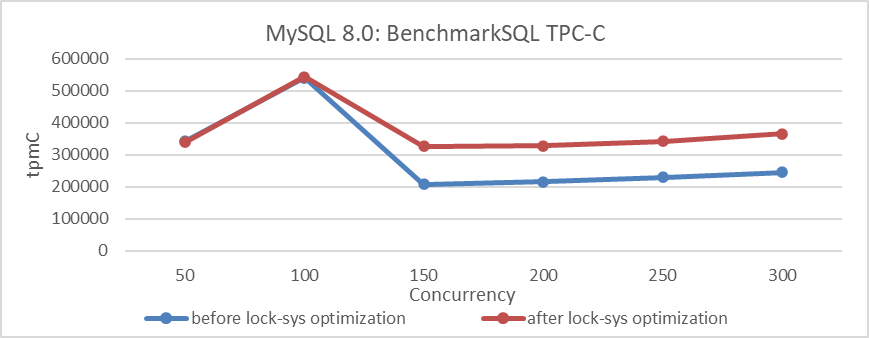 MySQL 8.0: BenchmarkSQL TPC-C
600000
500000
400000
300000
200000
100000
0
tpmC
50 100 150 200 250 300
Concurrency
before lock-sys optimization after lock-sys optimization